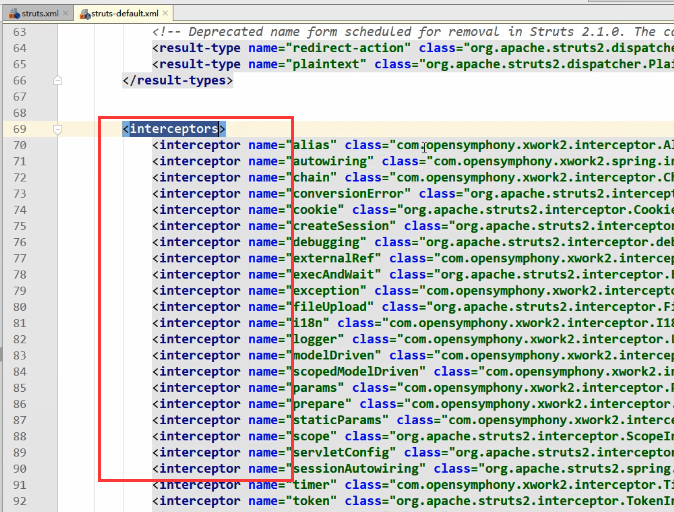 struts.xml struts-default.xml
63 <!-- Deprecated name form scheduled for removal in Struts 2.1.0. The
64 <result-type name="redirect-action" class="org.apache.struts2.dispatcher
65 <result-type name="plaintext" class="org.apache.struts2.dispatcher.Plai
66 </result-types>
67
68
69 <interceptors>
70 <interceptor name="alias" class="com.opensymphony.xwork2.interceptor.Al
71 <interceptor name="autowiring" class="com.opensymphony.xwork2.spring.in
72 <interceptor name="chain" class="com.opensymphony.xwork2.interceptor.Ch
73 <interceptor name="conversionError" class="org.apache.struts2.intercept
74 <interceptor name="cookie" class="org.apache.struts2.interceptor.Cookie
75 <interceptor name="createSession" class="org.apache.struts2.interceptor
76 <interceptor name="debugging" class="org.apache.struts2.interceptor.deb
77 <interceptor name="externalRef" class="com.opensymphony.xwork2.intercep
78 <interceptor name="execAndWait" class="org.apache.struts2.interceptor.E
79 <interceptor name="exception" class="com.opensymphony.xwork2.intercepto
80 <interceptor name="fileUpload" class="org.apache.struts2.interceptor.Fi
81 <interceptor name="i18n" class="com.opensymphony.xwork2.interceptor.I18
82 <interceptor name="logger" class="com.opensymphony.xwork2.interceptor.L
83 <interceptor name="modelDriven" class="com.opensymphony.xwork2.intercep
84 <interceptor name="scopedModelDriven" class="com.opensymphony.xwork2.in
85 <interceptor name="params" class="com.opensymphony.xwork2.interceptor.P
86 <interceptor name="prepare" class="com.opensymphony.xwork2.interceptor.
87 <interceptor name="staticParams" class="com.opensymphony.xwork2.interce
88 <interceptor name="scope" class="org.apache.struts2.interceptor.ScopeIn
89 <interceptor name="servletConfig" class="org.apache.struts2.interceptor
90 <interceptor name="sessionAutowiring" class="org.apache.struts2.spring.
91 <interceptor name="timer" class="com.opensymphony.xwork2.interceptor.Ti
92 <interceptor name="token" class="org.apache.struts2.interceptor.TokenIn